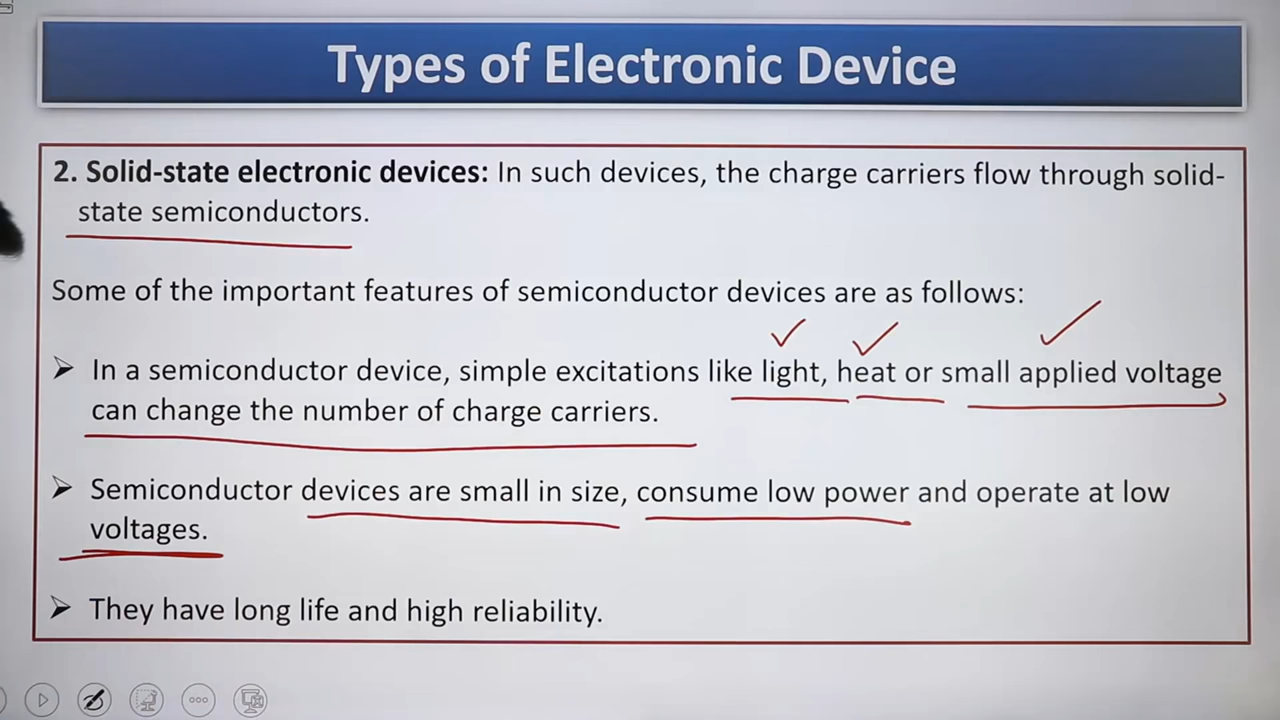 Types of Electronic Device
2. Solid-state electronic devices: In such devices, the charge carriers flow through solid-
state semiconductors.
Some of the important features of semiconductor devices are as follows:
➤ In a semiconductor device, simple excitations like light, heat or small applied voltage
can change the number of charge carriers.
➤ Semiconductor devices are small in size, consume low power and operate at low
voltages.
➤ They have long life and high reliability.